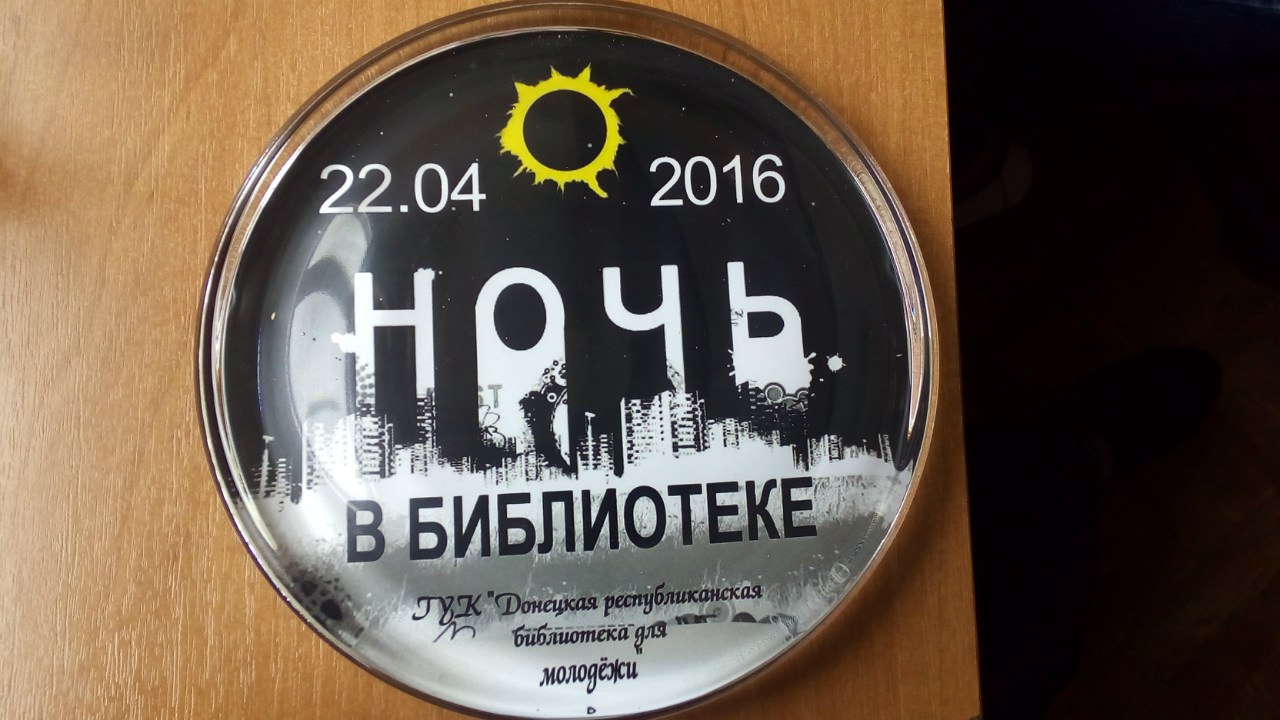 22.04 2016
НОЧЬ
В БИБЛИОТЕКЕ
ГУК "Донецкая республиканская
библиотека для
молодёжи"